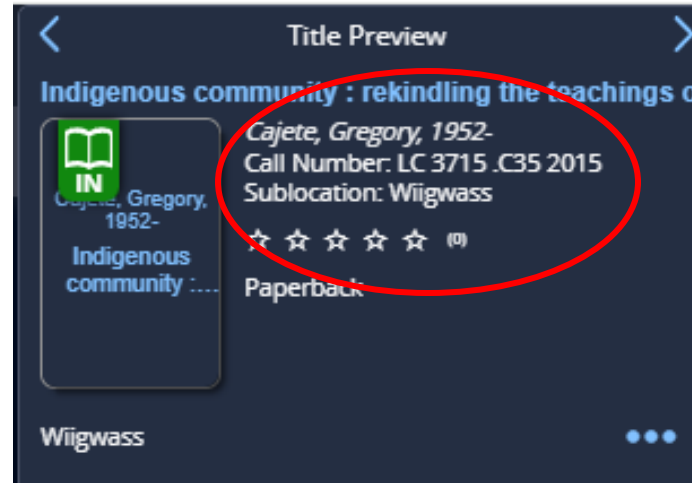 Title Preview
Indigenous community : rekindling the teachings
Cajete, Gregory, 1952-
Call Number: LC 3715 .C35 2015
Sublocation: Wiigwass
(0)
Paperback
IN
Cajete, Gregory,
1952-
Indigenous
community :....
Wiigwass